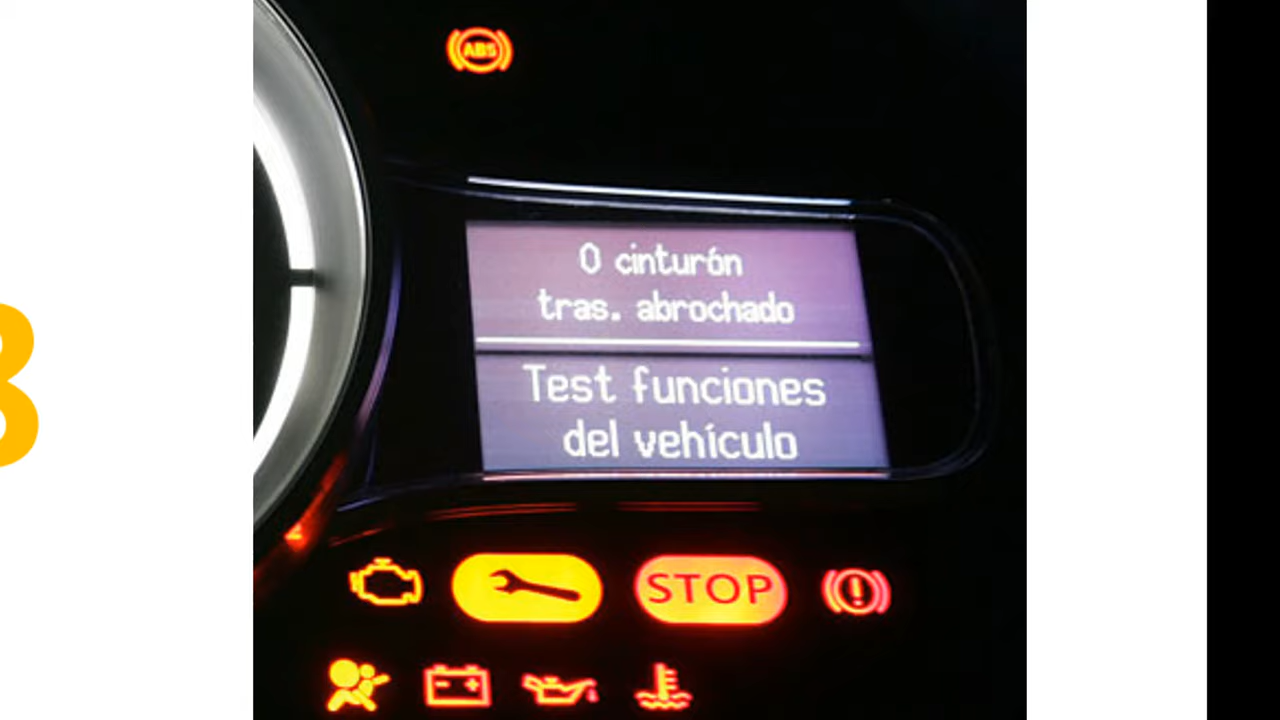 ABS
0 cinturón
tras. abrochado
Test funciones
del vehículo
STOP